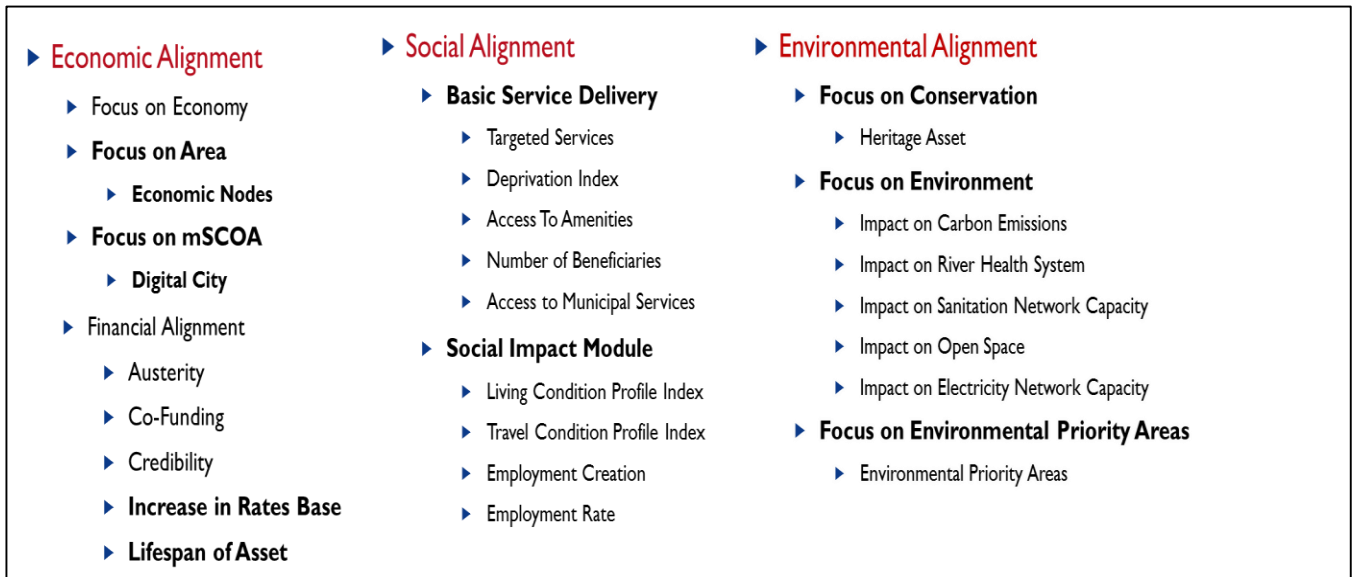 Economic Alignment
Focus on Economy
Focus on Area
Economic Nodes
Focus on mSCOA
Digital City
Financial Alignment
Austerity
Co-Funding
Credibility
Increase in Rates Base
Lifespan of Asset
Social Alignment
Basic Service Delivery
Targeted Services
Deprivation Index
Access To Amenities
Number of Beneficiaries
Access to Municipal Services
Social Impact Module
Living Condition Profile Index
Travel Condition Profile Index
Employment Creation
Employment Rate
Environmental Alignment
Focus on Conservation
Heritage Asset
Focus on Environment
Impact on Carbon Emissions
Impact on River Health System
Impact on Sanitation Network Capacity
Impact on Open Space
Impact on Electricity Network Capacity
Focus on Environmental Priority Areas
Environmental Priority Areas